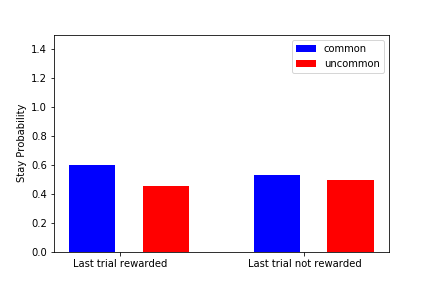 1.4
1.2
1.0
0.8
0.6
0.4
0.2
0.0
Stay Probability
common
uncommon
Last trial rewarded
Last trial not rewarded